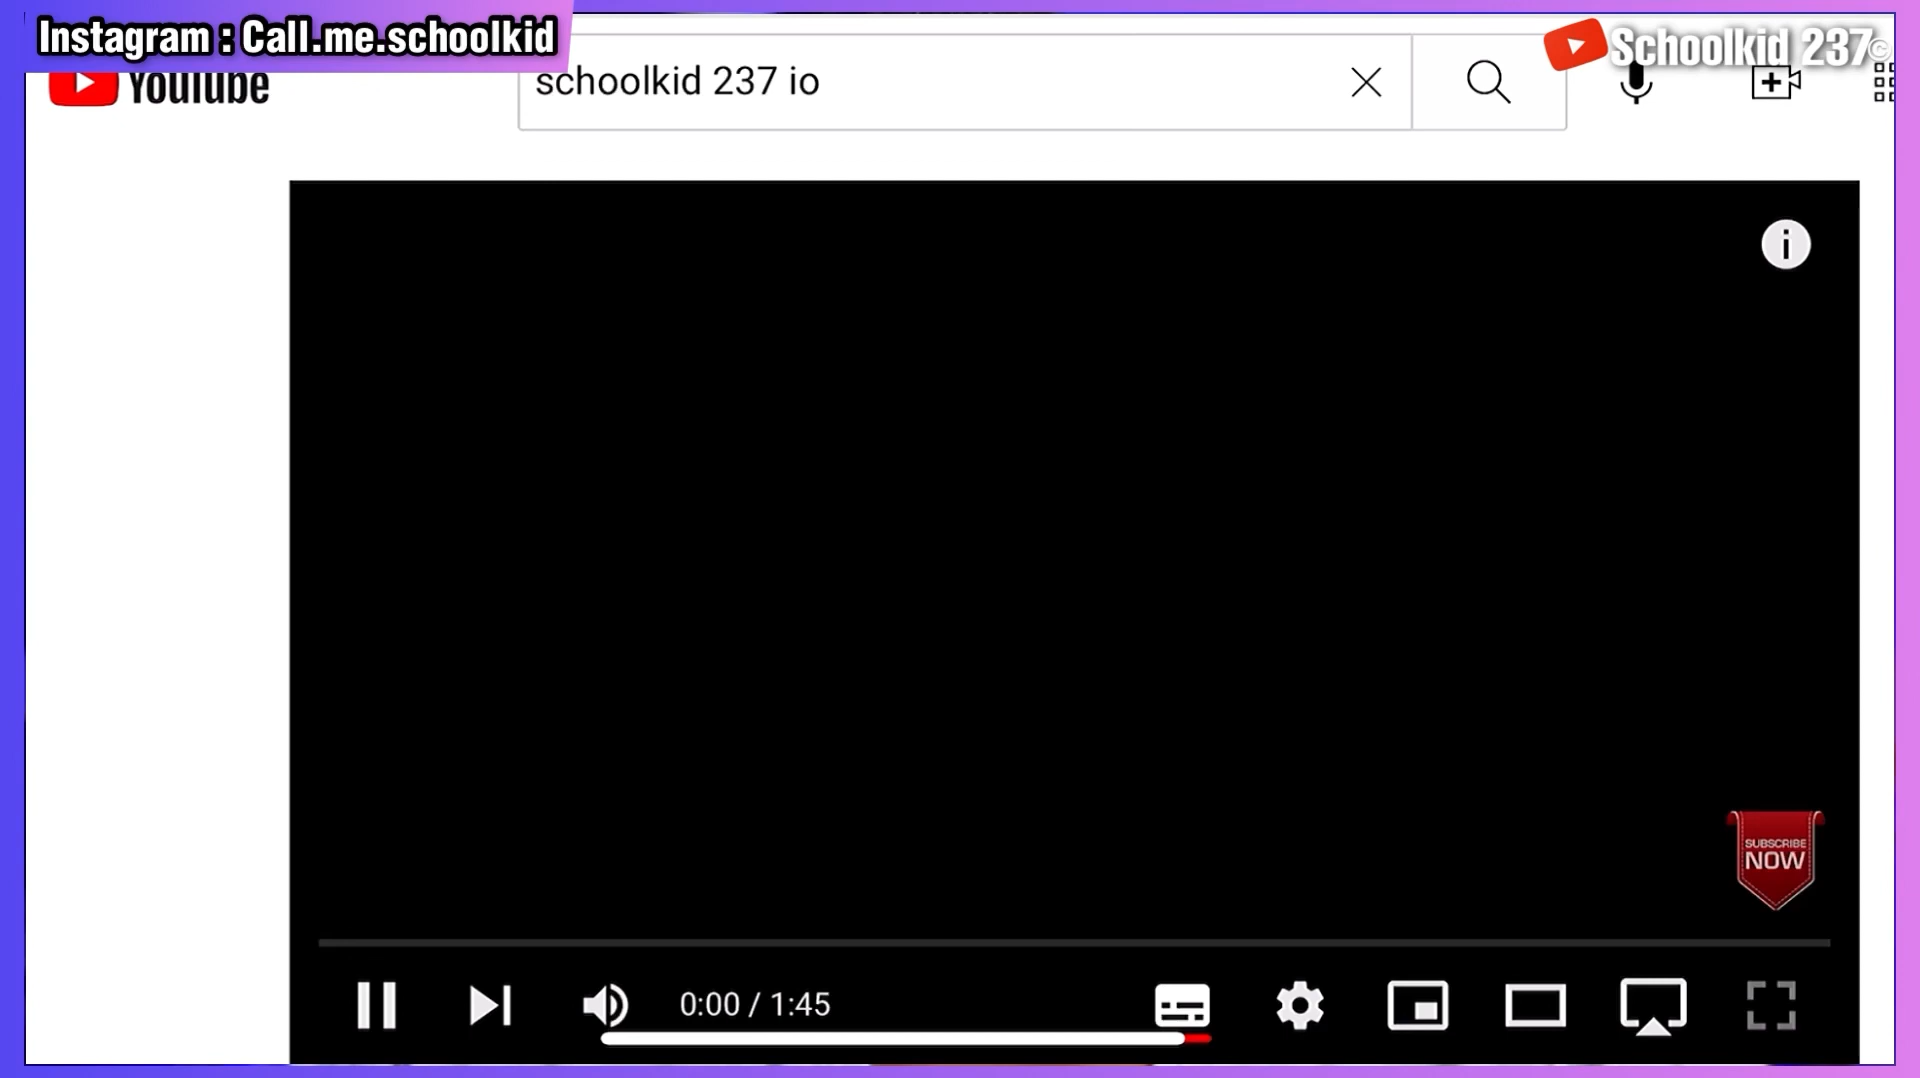 Instagram : Call.me.schoolkid
Schoolkid 237©
YouTube
schoolkid 237 io
i
SUBSCRIBE
NOW
0:00 / 1:45